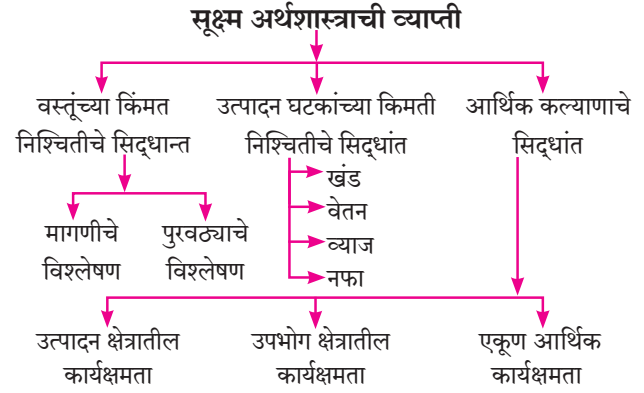 सूक्ष्म अर्थशास्त्राची व्याप्ती
वस्तूंच्या किंमत
निश्चितीचे सिद्धान्त
उत्पादन घटकांच्या किमती
निश्चितीचे सिद्धांत
आर्थिक कल्याणाचे
सिद्धांत
खंड
वेतन
व्याज
नफा
मागणीचे
विश्लेषण
पुरवठ्याचे
विश्लेषण
उत्पादन क्षेत्रातील
कार्यक्षमता
उपभोग क्षेत्रातील
कार्यक्षमता
एकूण आर्थिक
कार्यक्षमता